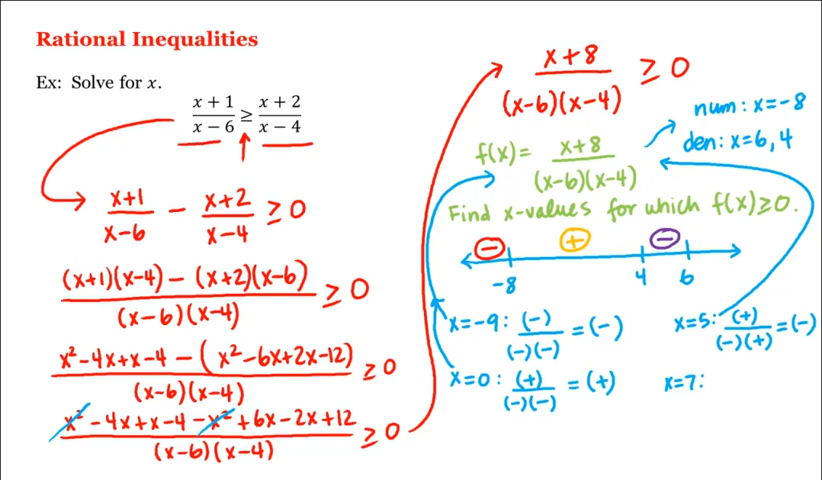 Rational Inequalities
Ex: Solve for x.
(x + 1)/(x − 6) ≥ (x + 2)/(x − 4)
(x+1)/(x−6) − (x+2)/(x−4) ≥ 0
((x+1)(x−4) − (x+2)(x−6))/((x−6)(x−4)) ≥ 0
(x²−4x+x−4 − (x²−6x+2x−12))/((x−6)(x−4)) ≥ 0
(x² −4x+x−4 −x² +6x−2x+12)/((x−6)(x−4)) ≥ 0
(x+8)/((x−6)(x−4)) ≥ 0
num: x=−8
den: x=6, 4
f(x) = (x+8)/((x−6)(x−4))
Find x-values for which f(x) ≥ 0.
− + −
−8 4 6
x=−9: (−)/((−)(−)) = (−)
x=5: (+)/((−)(+)) = (−)
x=0: (+)/((−)(−)) = (+)
x=7: